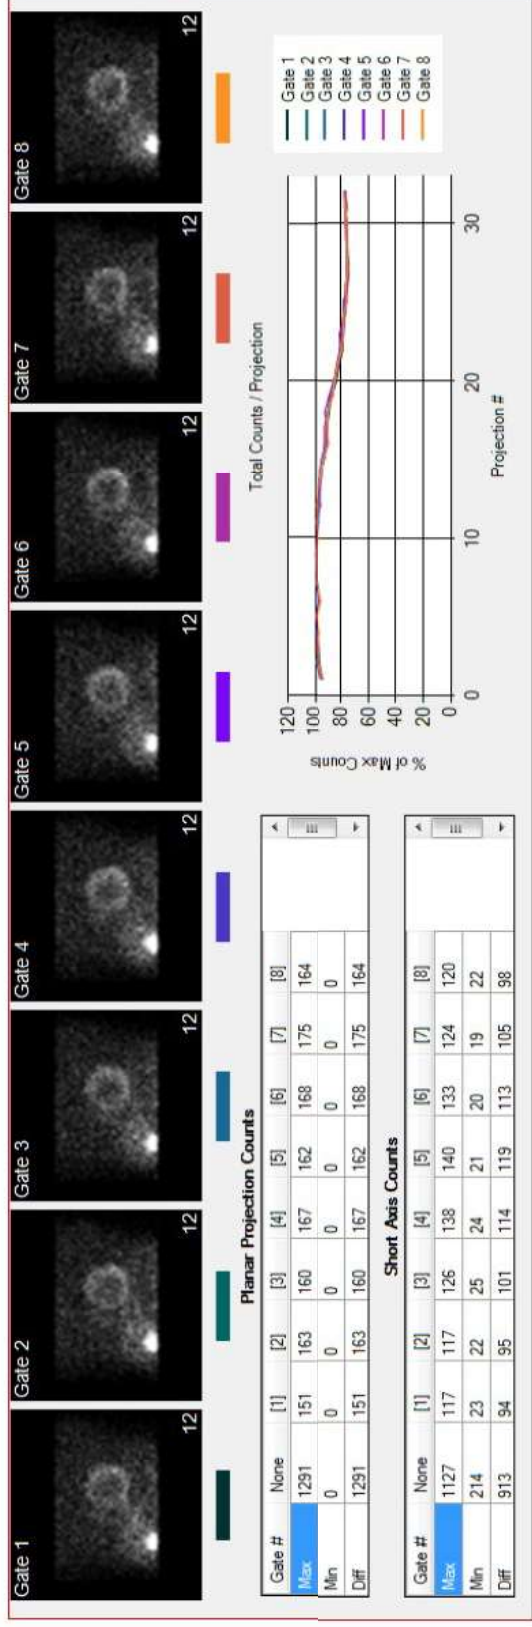 Gate 1 Gate 2 Gate 3 Gate 4 Gate 5 Gate 6 Gate 7 Gate 8
12 12 12 12 12 12 12 12
Planar Projection Counts
Gate # None [1] [2] [3] [4] [5] [6] [7] [8]
Max 1291 151 163 160 167 162 168 175 164
Min 0 0 0 0 0 0 0 0 0
Diff 1291 151 163 160 167 162 168 175 164
Short Axis Counts
Gate # None [1] [2] [3] [4] [5] [6] [7] [8]
Max 1127 117 117 126 138 140 133 124 120
Min 214 23 22 25 24 21 20 19 22
Diff 913 94 95 101 114 119 113 105 98
Total Counts / Projection
% of Max Counts
120
100
80
60
40
20
0
0 10 20 30
Projection #
Gate 1
Gate 2
Gate 3
Gate 4
Gate 5
Gate 6
Gate 7
Gate 8